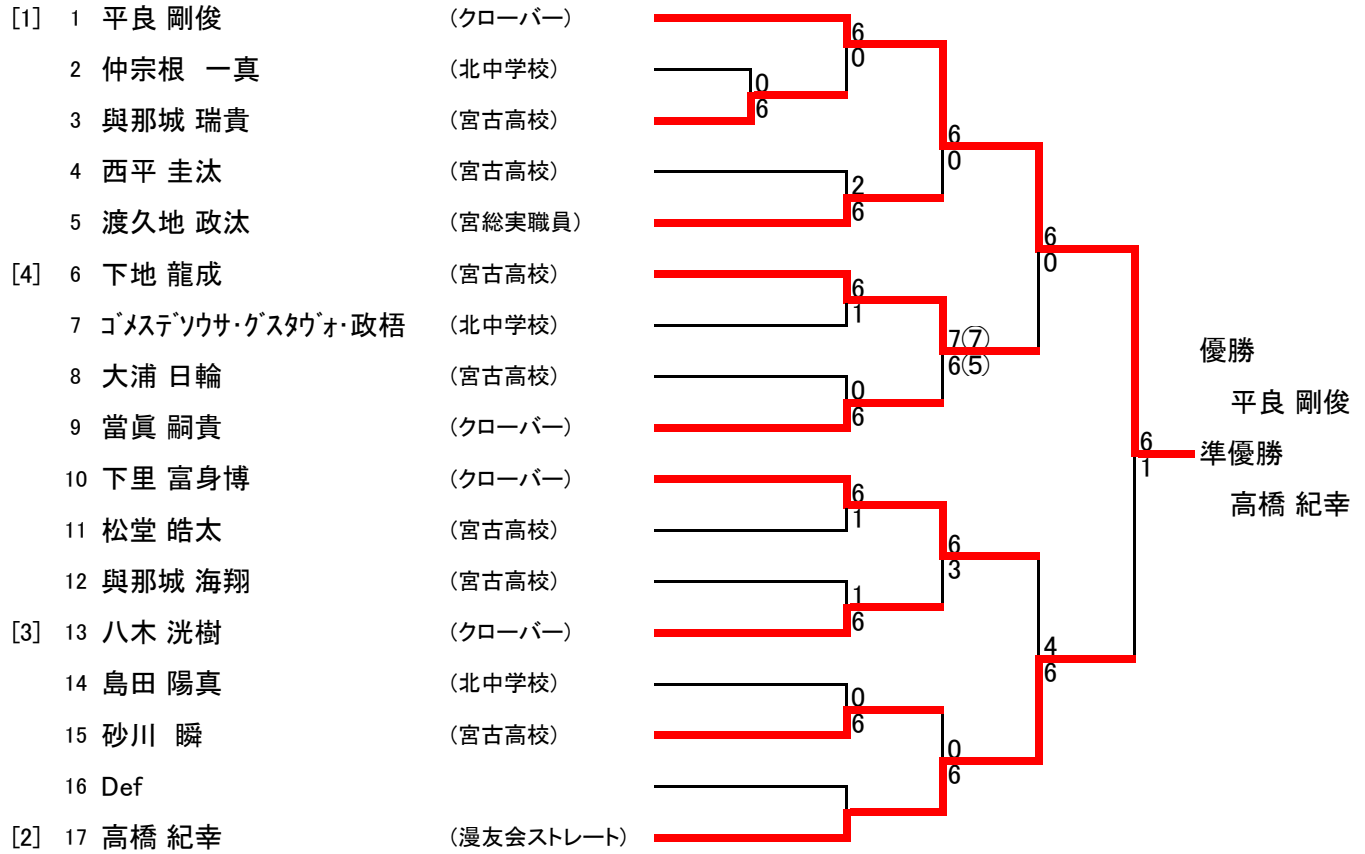 [1] 1 平良 剛俊 (クローバー)
6
0
2 仲宗根 一真 (北中学校)
0
6
3 與那城 瑞貴 (宮古高校)
6
0
4 西平 圭汰 (宮古高校)
2
6
5 渡久地 政汰 (宮総実職員)
6
0
[4] 6 下地 龍成 (宮古高校)
6
1
7 ゴメスデソウサ・グスタヴォ・政梧 (北中学校)
7(7)
6(5)
8 大浦 日輪 (宮古高校)
0
6
9 當眞 嗣貴 (クローバー)
優勝
平良 剛俊
6
1
準優勝
高橋 紀幸
10 下里 富身博 (クローバー)
6
1
11 松堂 皓太 (宮古高校)
6
3
12 與那城 海翔 (宮古高校)
1
6
[3] 13 八木 洸樹 (クローバー)
4
6
14 島田 陽真 (北中学校)
0
6
15 砂川 瞬 (宮古高校)
0
6
16 Def
[2] 17 高橋 紀幸 (漫友会ストレート)